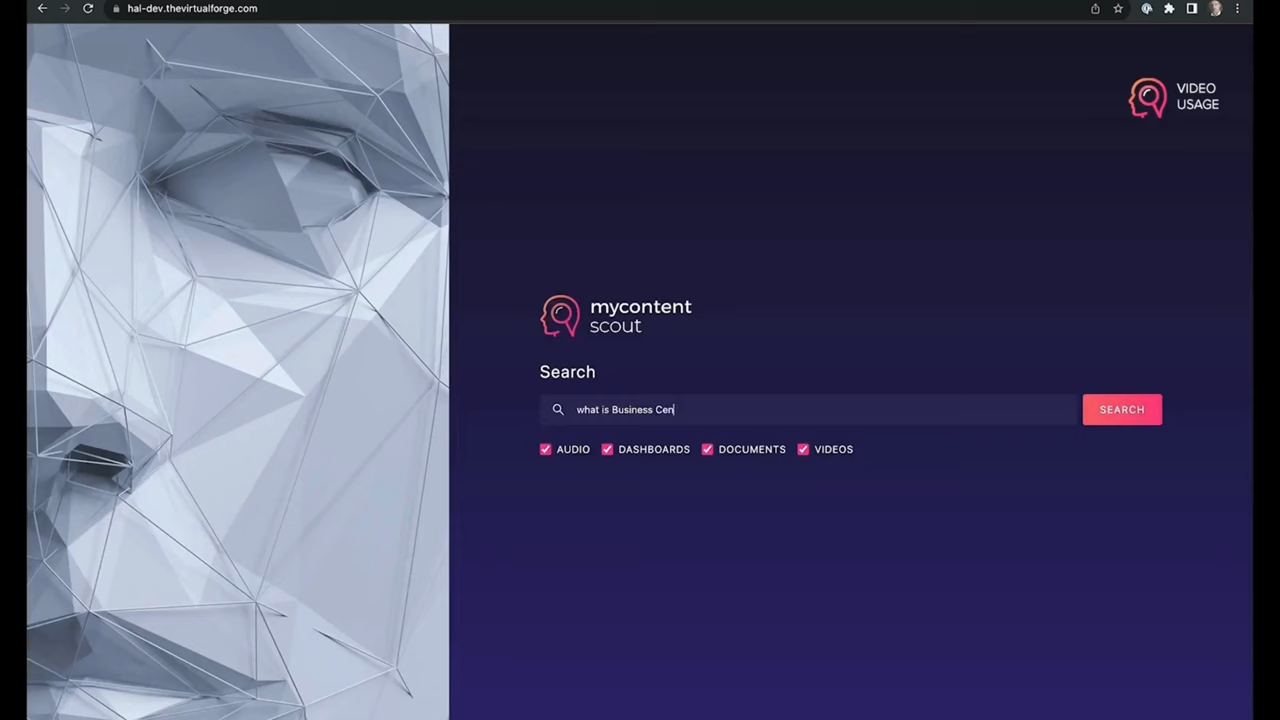 hal-dev.thevirtualforge.com
VIDEO
USAGE
mycontent
scout
Search
what is Business Cen
SEARCH
AUDIO DASHBOARDS DOCUMENTS VIDEOS